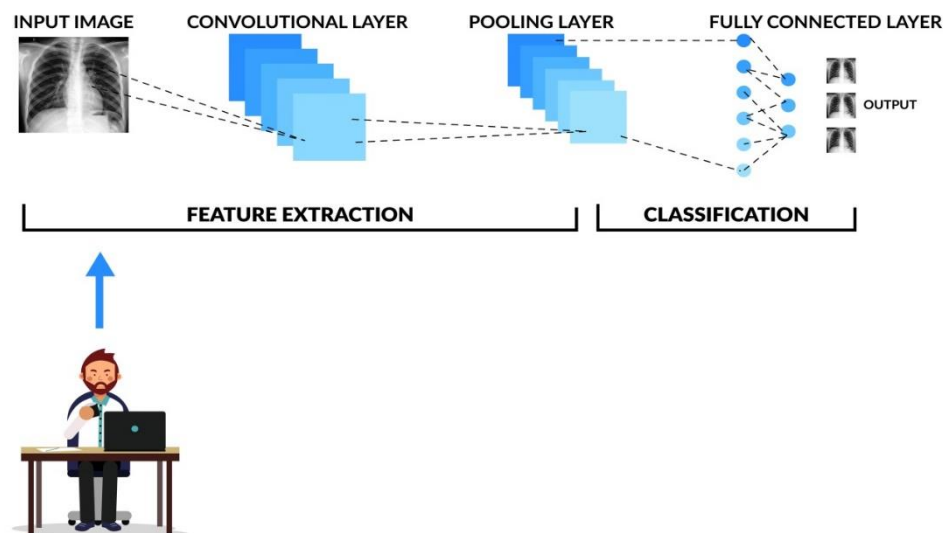 INPUT IMAGE
CONVOLUTIONAL LAYER
POOLING LAYER
FULLY CONNECTED LAYER
OUTPUT
FEATURE EXTRACTION
CLASSIFICATION